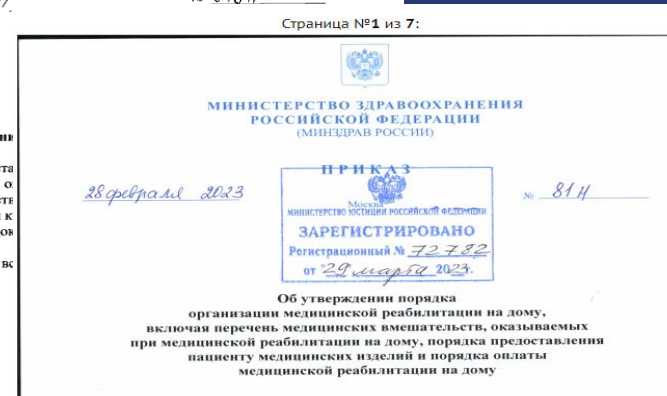 Страница №1 из 7:
МИНИСТЕРСТВО ЗДРАВООХРАНЕНИЯ
РОССИЙСКОЙ ФЕДЕРАЦИИ
(МИНЗДРАВ РОССИИ)
ПРИКАЗ
28 февраля 2023
№ 81н
Москва
МИНИСТЕРСТВО ЮСТИЦИИ РОССИЙСКОЙ ФЕДЕРАЦИИ
ЗАРЕГИСТРИРОВАНО
Регистрационный № 72782
от "29 марта 2023г.
Об утверждении порядка
организации медицинской реабилитации на дому,
включая перечень медицинских вмешательств, оказываемых
при медицинской реабилитации на дому, порядка предоставления
пациенту медицинских изделий и порядка оплаты
медицинской реабилитации на дому